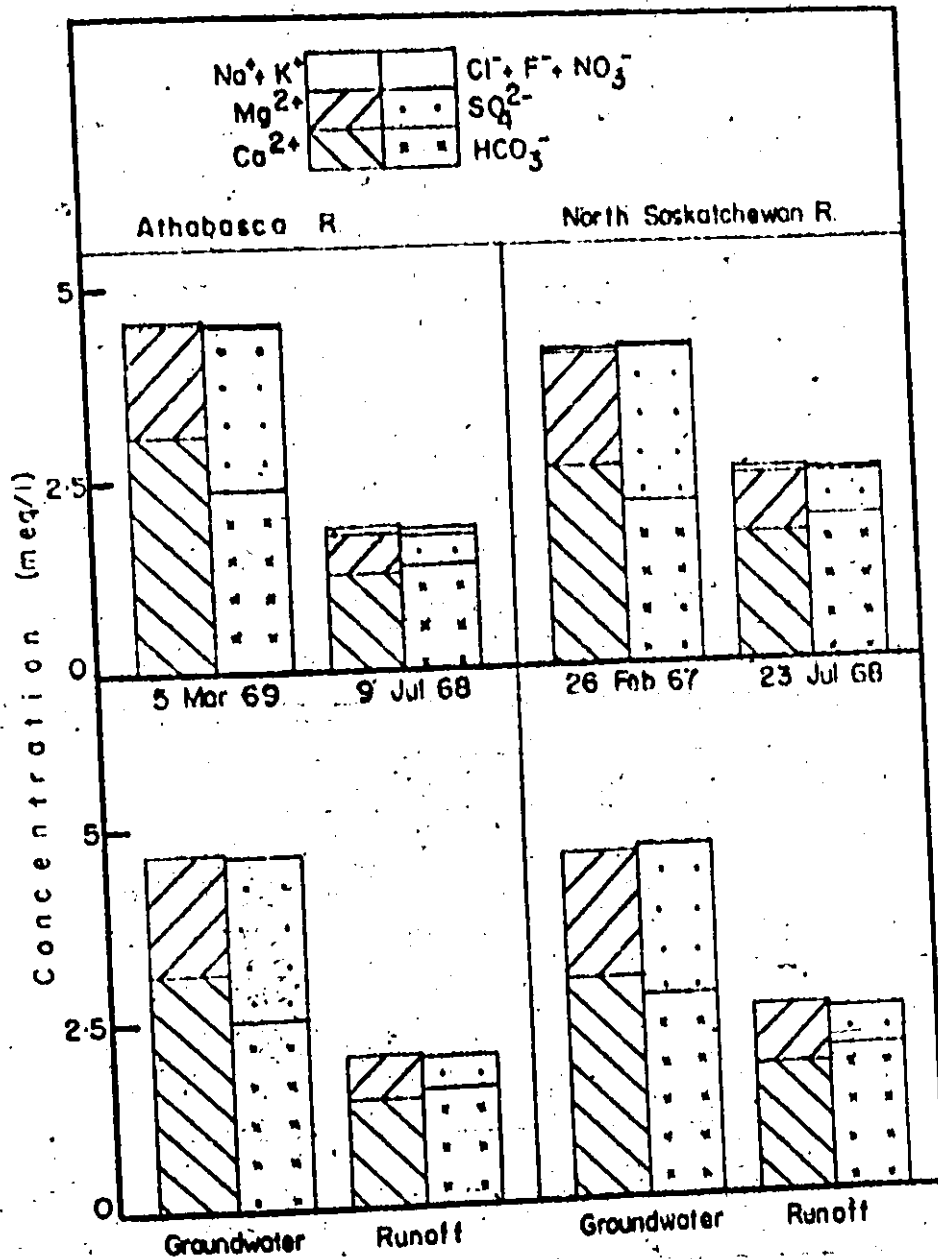 Na⁺+ K⁺ Cl⁻+ F⁻+ NO₃⁻
Mg²⁺ SO₄²⁻
Ca²⁺ HCO₃⁻
Athabasca R. North Saskatchewan R.
5
2·5
0
5 Mar 69 9 Jul 68 26 Feb 67 23 Jul 68
Concentration (meq/l)
5
2·5
0
Groundwater Runoff Groundwater Runoff